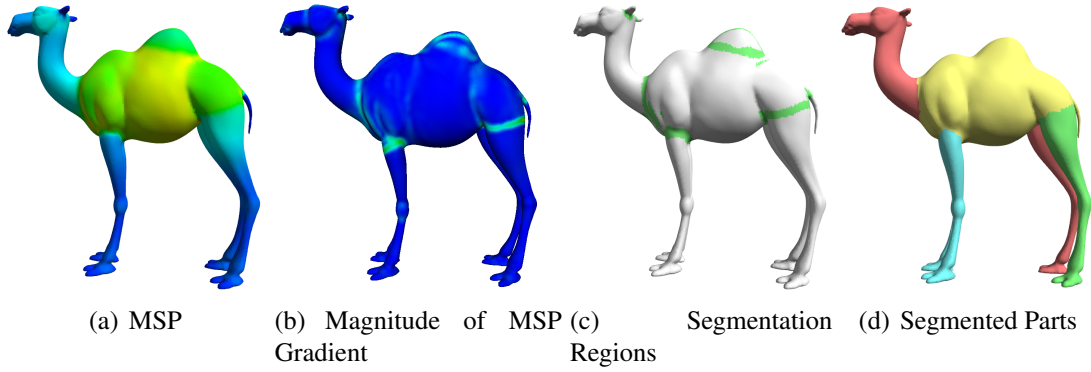 (a) MSP
(b) Magnitude of MSP
Gradient
(c) Segmentation
Regions
(d) Segmented Parts